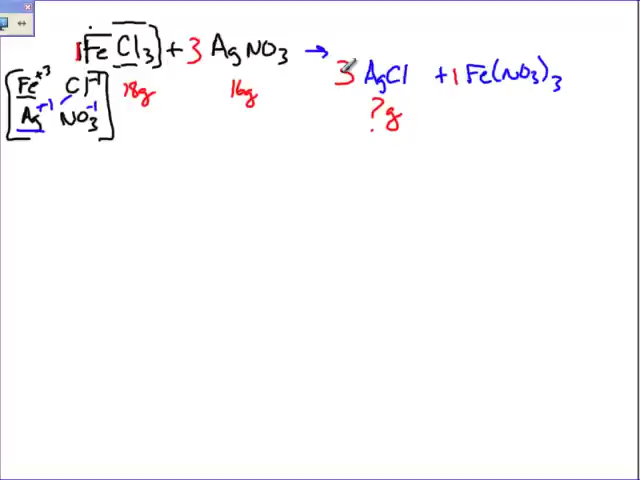 1FeCl₃ + 3 AgNO₃ → 3 AgCl + 1 Fe(NO₃)₃
18g 16g ?g
Fe⁺³ Cl⁻¹
Ag⁺¹ NO₃⁻¹